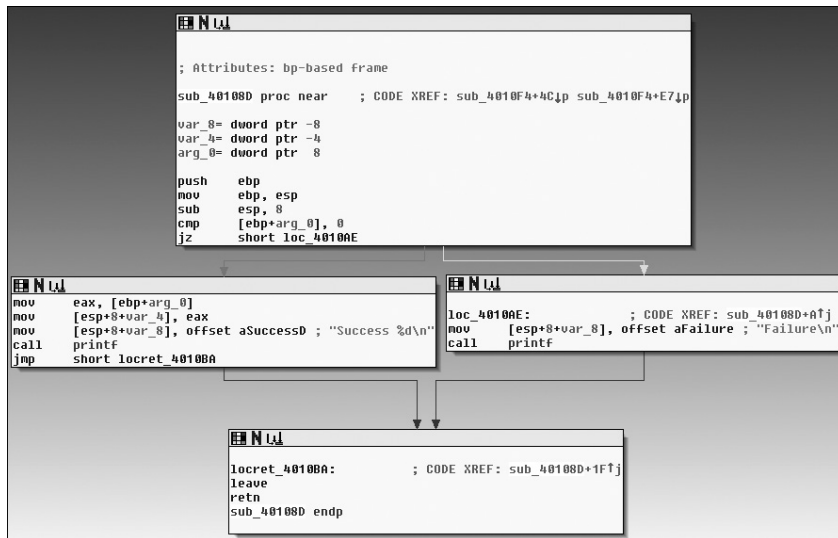 ; Attributes: bp-based frame
sub_40108D proc near ; CODE XREF: sub_4010F4+4C↓p sub_4010F4+E7↓p
var_8= dword ptr -8
var_4= dword ptr -4
arg_0= dword ptr 8
push ebp
mov ebp, esp
sub esp, 8
cmp [ebp+arg_0], 0
jz short loc_4010AE
mov eax, [ebp+arg_0]
mov [esp+8+var_4], eax
mov [esp+8+var_8], offset aSuccessD ; "Success %d\n"
call printf
jmp short locret_4010BA
loc_4010AE: ; CODE XREF: sub_40108D+A↑j
mov [esp+8+var_8], offset aFailure ; "Failure\n"
call printf
locret_4010BA: ; CODE XREF: sub_40108D+1F↑j
leave
retn
sub_40108D endp